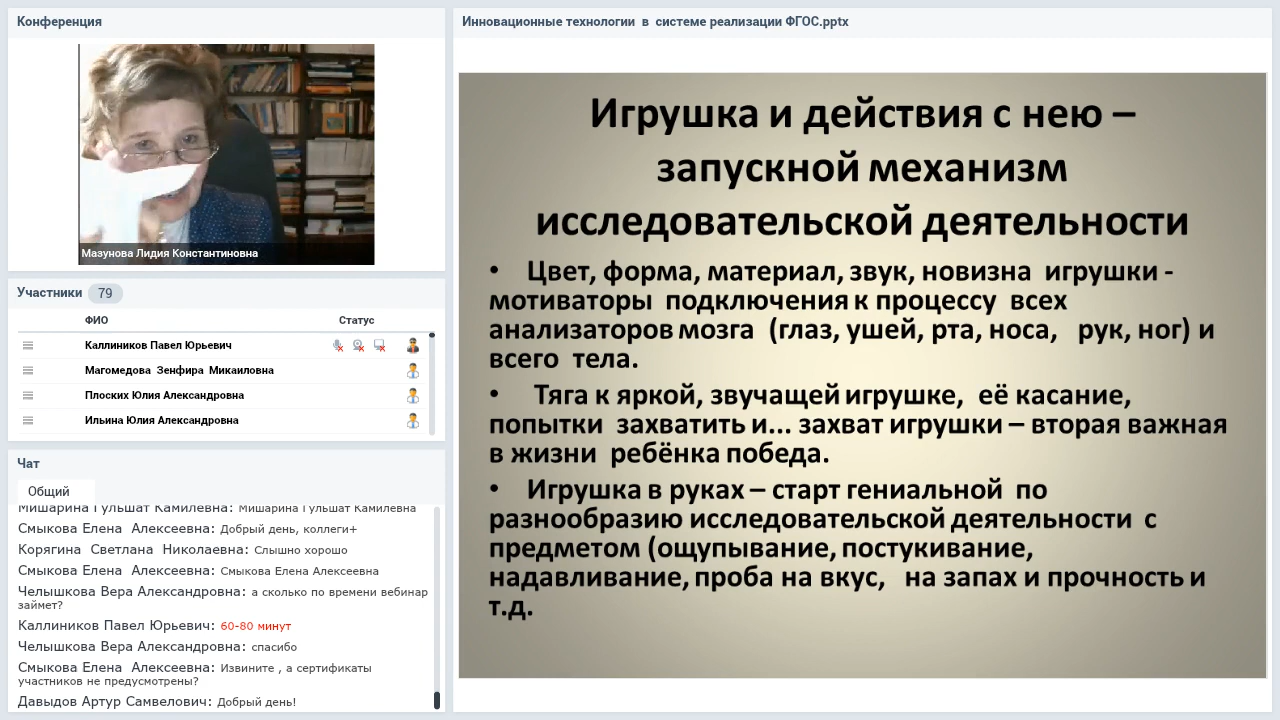 Конференция
Мазунова Лидия Константиновна
Участники 79
ФИО Статус
Каллиников Павел Юрьевич
Магомедова Зенфира Микаиловна
Плоских Юлия Александровна
Ильина Юлия Александровна
Чат
Общий
Мишарина Гульшат Камилевна: Мишарина Гульшат Камилевна
Смыкова Елена Алексеевна: Добрый день, коллеги+
Корягина Светлана Николаевна: Слышно хорошо
Смыкова Елена Алексеевна: Смыкова Елена Алексеевна
Челышкова Вера Александровна: а сколько по времени вебинар
займет?
Каллиников Павел Юрьевич: 60-80 минут
Челышкова Вера Александровна: спасибо
Смыкова Елена Алексеевна: Извините , а сертификаты
участников не предусмотрены?
Давыдов Артур Самвелович: Добрый день!
Инновационные технологии в системе реализации ФГОС.pptx
Игрушка и действия с нею –
запускной механизм
исследовательской деятельности
• Цвет, форма, материал, звук, новизна игрушки -
мотиваторы подключения к процессу всех
анализаторов мозга (глаз, ушей, рта, носа, рук, ног) и
всего тела.
• Тяга к яркой, звучащей игрушке, её касание,
попытки захватить и... захват игрушки – вторая важная
в жизни ребёнка победа.
• Игрушка в руках – старт гениальной по
разнообразию исследовательской деятельности с
предметом (ощупывание, постукивание,
надавливание, проба на вкус, на запах и прочность и
т.д.